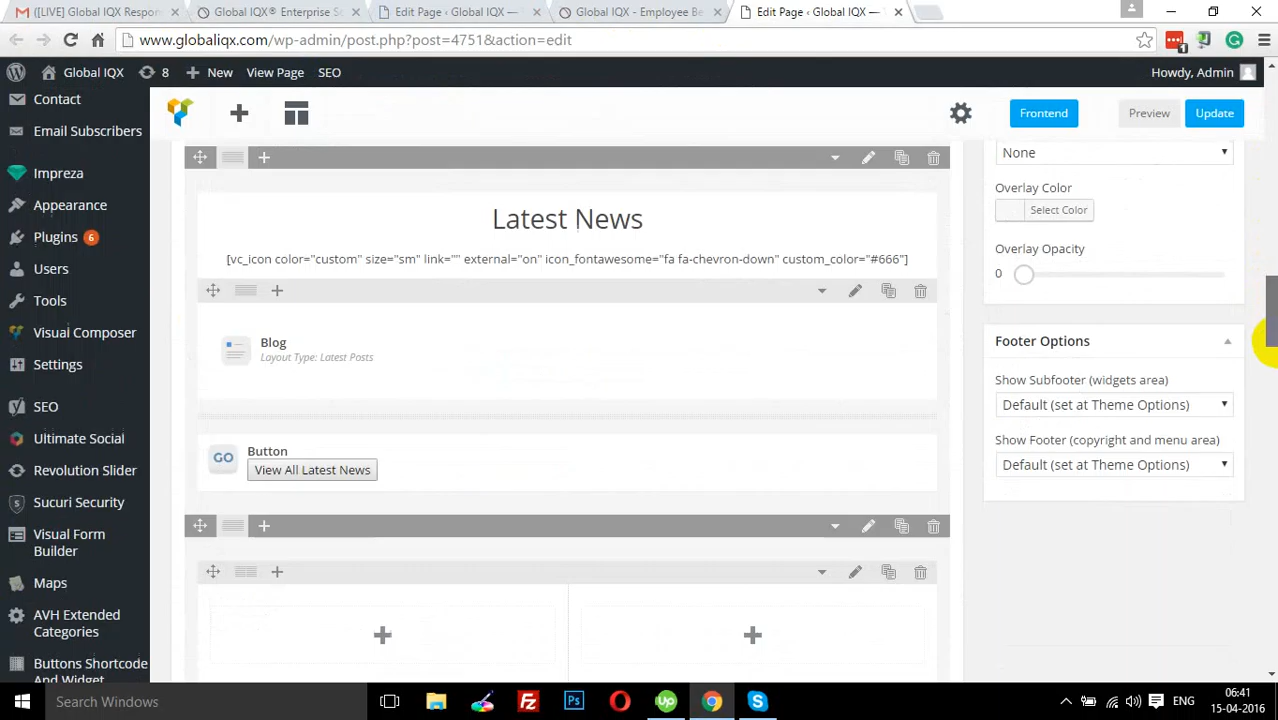 ([LIVE] Global IQX Respon
Global IQX® Enterprise So
Edit Page ‹ Global IQX —
Global IQX - Employee Be
Edit Page ‹ Global IQX —
www.globaliqx.com/wp-admin/post.php?post=4751&action=edit
1
Global IQX
8
New
View Page
SEO
Howdy, Admin
Contact
Email Subscribers
Impreza
Appearance
Plugins 6
Users
Tools
Visual Composer
Settings
SEO
Ultimate Social
Revolution Slider
Sucuri Security
Visual Form
Builder
Maps
AVH Extended
Categories
Buttons Shortcode
And Widget
Frontend
Preview
Update
Latest News
[vc_icon color="custom" size="sm" link="" external="on" icon_fontawesome="fa fa-chevron-down" custom_color="#666"]
Blog
Layout Type: Latest Posts
GO
Button
View All Latest News
None
Overlay Color
Select Color
Overlay Opacity
0
Footer Options
Show Subfooter (widgets area)
Default (set at Theme Options)
Show Footer (copyright and menu area)
Default (set at Theme Options)
Search Windows
Fz
Ps
Up
ENG
06:41
15-04-2016